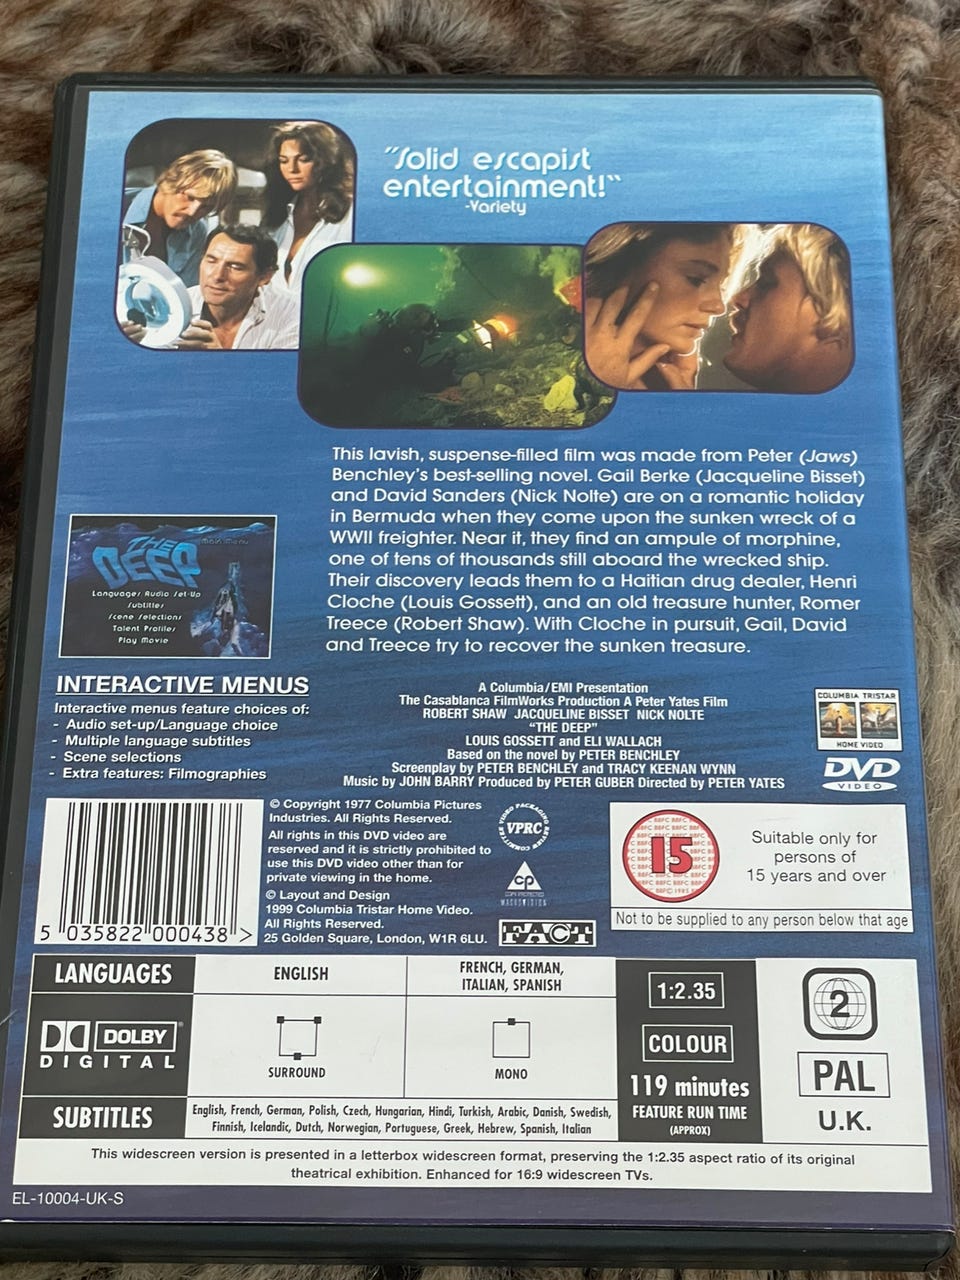 "Solid escapist
entertainment!"
-Variety
This lavish, suspense-filled film was made from Peter (Jaws)
Benchley's best-selling novel. Gail Berke (Jacqueline Bisset)
and David Sanders (Nick Nolte) are on a romantic holiday
in Bermuda when they come upon the sunken wreck of a
WWII freighter. Near it, they find an ampule of morphine,
one of tens of thousands still aboard the wrecked ship.
Their discovery leads them to a Haitian drug dealer, Henri
Cloche (Louis Gossett), and an old treasure hunter, Romer
Treece (Robert Shaw). With Cloche in pursuit, Gail, David
and Treece try to recover the sunken treasure.
THE
DEEP
Main Menu
Languages Audio Set-Up
Subtitles
Scene Selections
Talent Profiles
Play Movie
INTERACTIVE MENUS
Interactive menus feature choices of:
- Audio set-up/Language choice
- Multiple language subtitles
- Scene selections
- Extra features: Filmographies
A Columbia/EMI Presentation
The Casablanca FilmWorks Production A Peter Yates Film
ROBERT SHAW JACQUELINE BISSET NICK NOLTE
"THE DEEP"
LOUIS GOSSETT and ELI WALLACH
Based on the novel by PETER BENCHLEY
Screenplay by PETER BENCHLEY and TRACY KEENAN WYNN
Music by JOHN BARRY Produced by PETER GUBER Directed by PETER YATES
COLUMBIA TRISTAR
HOME VIDEO
DVD
VIDEO
5 035822 000438 >
© Copyright 1977 Columbia Pictures
Industries. All Rights Reserved.
All rights in this DVD video are
reserved and it is strictly prohibited to
use this DVD video other than for
private viewing in the home.
© Layout and Design
1999 Columbia Tristar Home Video.
All Rights Reserved.
25 Golden Square, London, W1R 6LU.
VIDEO PACKAGING REVIEW COMMITTEE
VPRC
CP
COPY PROTECTED
MACROVISION
FACT
15
Suitable only for
persons of
15 years and over
Not to be supplied to any person below that age
LANGUAGES
ENGLISH
FRENCH, GERMAN,
ITALIAN, SPANISH
DOLBY
DIGITAL
SURROUND
MONO
SUBTITLES
English, French, German, Polish, Czech, Hungarian, Hindi, Turkish, Arabic, Danish, Swedish,
Finnish, Icelandic, Dutch, Norwegian, Portuguese, Greek, Hebrew, Spanish, Italian
1:2.35
COLOUR
119 minutes
FEATURE RUN TIME
(APPROX)
2
PAL
U.K.
This widescreen version is presented in a letterbox widescreen format, preserving the 1:2.35 aspect ratio of its original
theatrical exhibition. Enhanced for 16:9 widescreen TVs.
EL-10004-UK-S